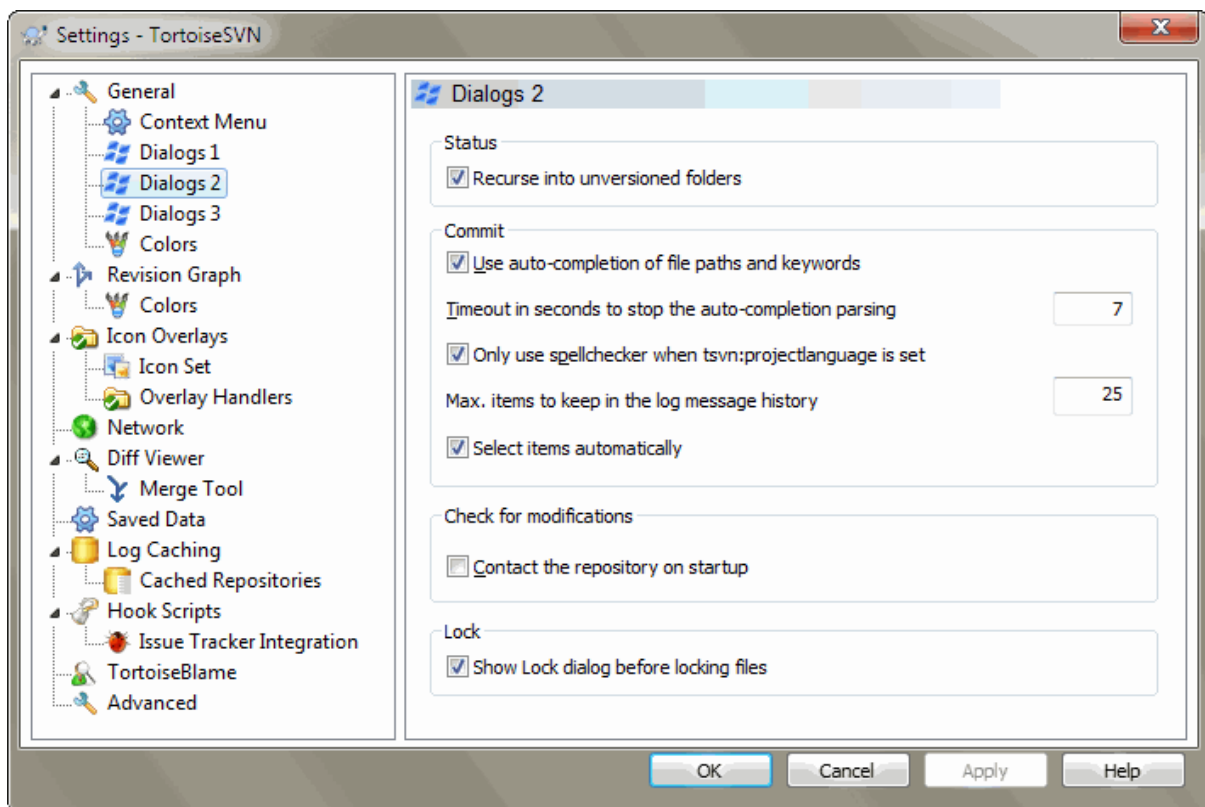 Settings - TortoiseSVN
General
Context Menu
Dialogs 1
Dialogs 2
Dialogs 3
Colors
Revision Graph
Colors
Icon Overlays
Icon Set
Overlay Handlers
Network
Diff Viewer
Merge Tool
Saved Data
Log Caching
Cached Repositories
Hook Scripts
Issue Tracker Integration
TortoiseBlame
Advanced
Dialogs 2
Status
Recurse into unversioned folders
Commit
Use auto-completion of file paths and keywords
Timeout in seconds to stop the auto-completion parsing 7
Only use spellchecker when tsvn:projectlanguage is set
Max. items to keep in the log message history 25
Select items automatically
Check for modifications
Contact the repository on startup
Lock
Show Lock dialog before locking files
OK Cancel Apply Help